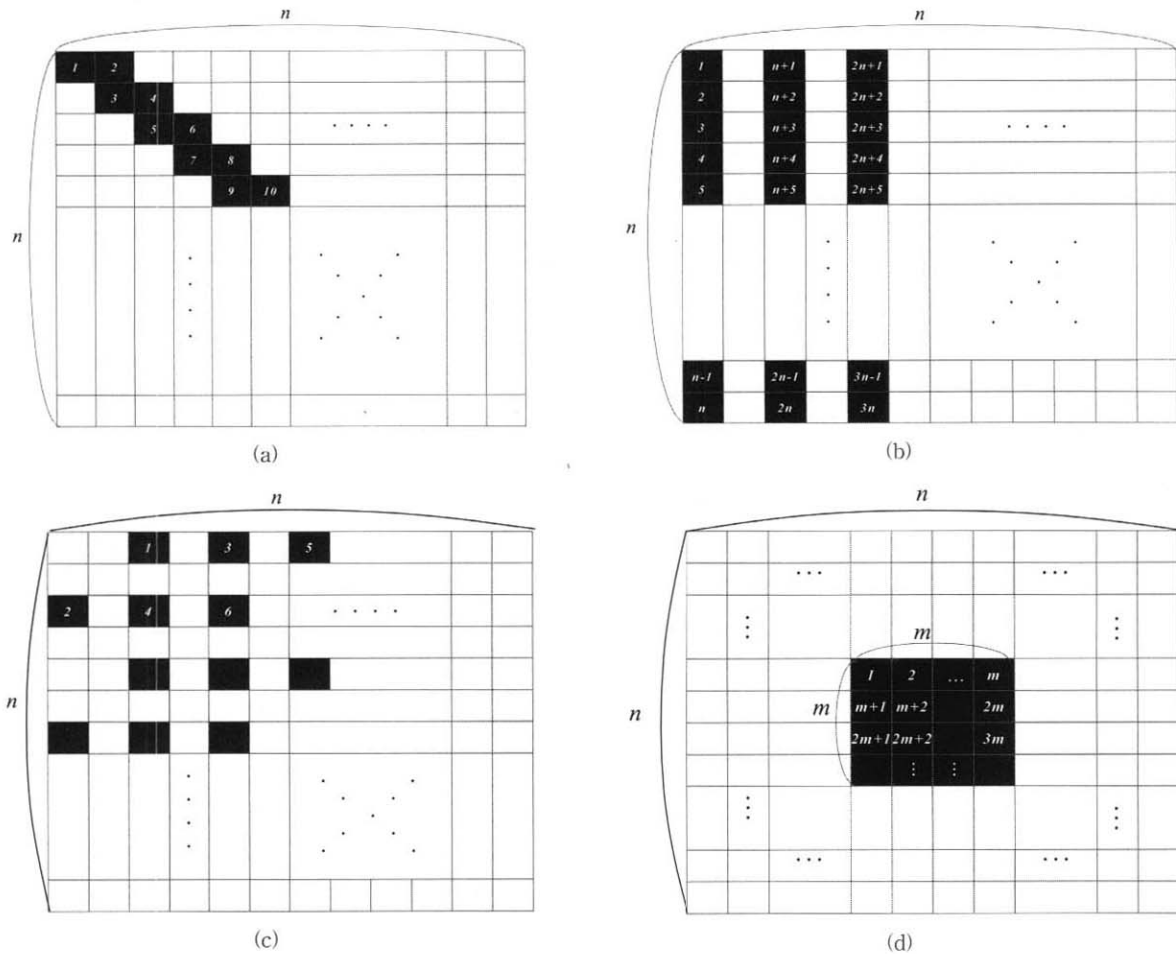 n
n
1 2
3 4
5 6 . . . .
7 8
9 10
n
(a)
1 n+1 2n+1
2 n+2 2n+2
3 n+3 2n+3 . . . .
4 n+4 2n+4
5 n+5 2n+5
n
n-1 2n-1 3n-1
n 2n 3n
(b)
n
n
1 3 5
2 4 6 . . . .
n
(c)
... ...
m
1 2 ... m
m+1 m+2 2m
m
n
2m+1 2m+2 3m
... ...
(d)